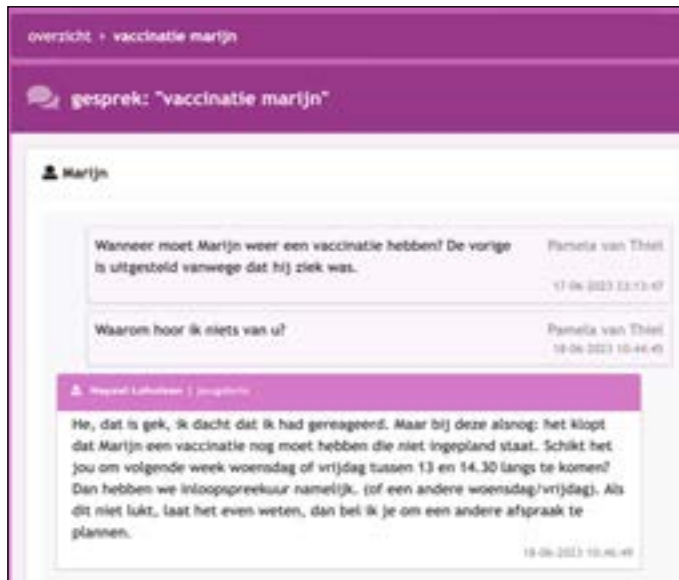 overzicht › vaccinatie marijn
gesprek: "vaccinatie marijn"
Marijn
Wanneer moet Marijn weer een vaccinatie hebben? De vorige Pamela van Thiel
is uitgesteld vanwege dat hij ziek was.
17-06-2023
Waarom hoor ik niets van u? Pamela van Thiel
18-06-2023 10:44:45
He, dat is gek, ik dacht dat ik had gereageerd. Maar bij deze alsnog: het klopt
dat Marijn een vaccinatie nog moet hebben die niet ingepland staat. Schikt het
jou om volgende week woensdag of vrijdag tussen 13 en 14.30 langs te komen?
Dan hebben we inloopspreekuur namelijk. (of een andere woensdag/vrijdag). Als
dit niet lukt, laat het even weten, dan bel ik je om een andere afspraak te
plannen.
18-06-2023 10:46:49